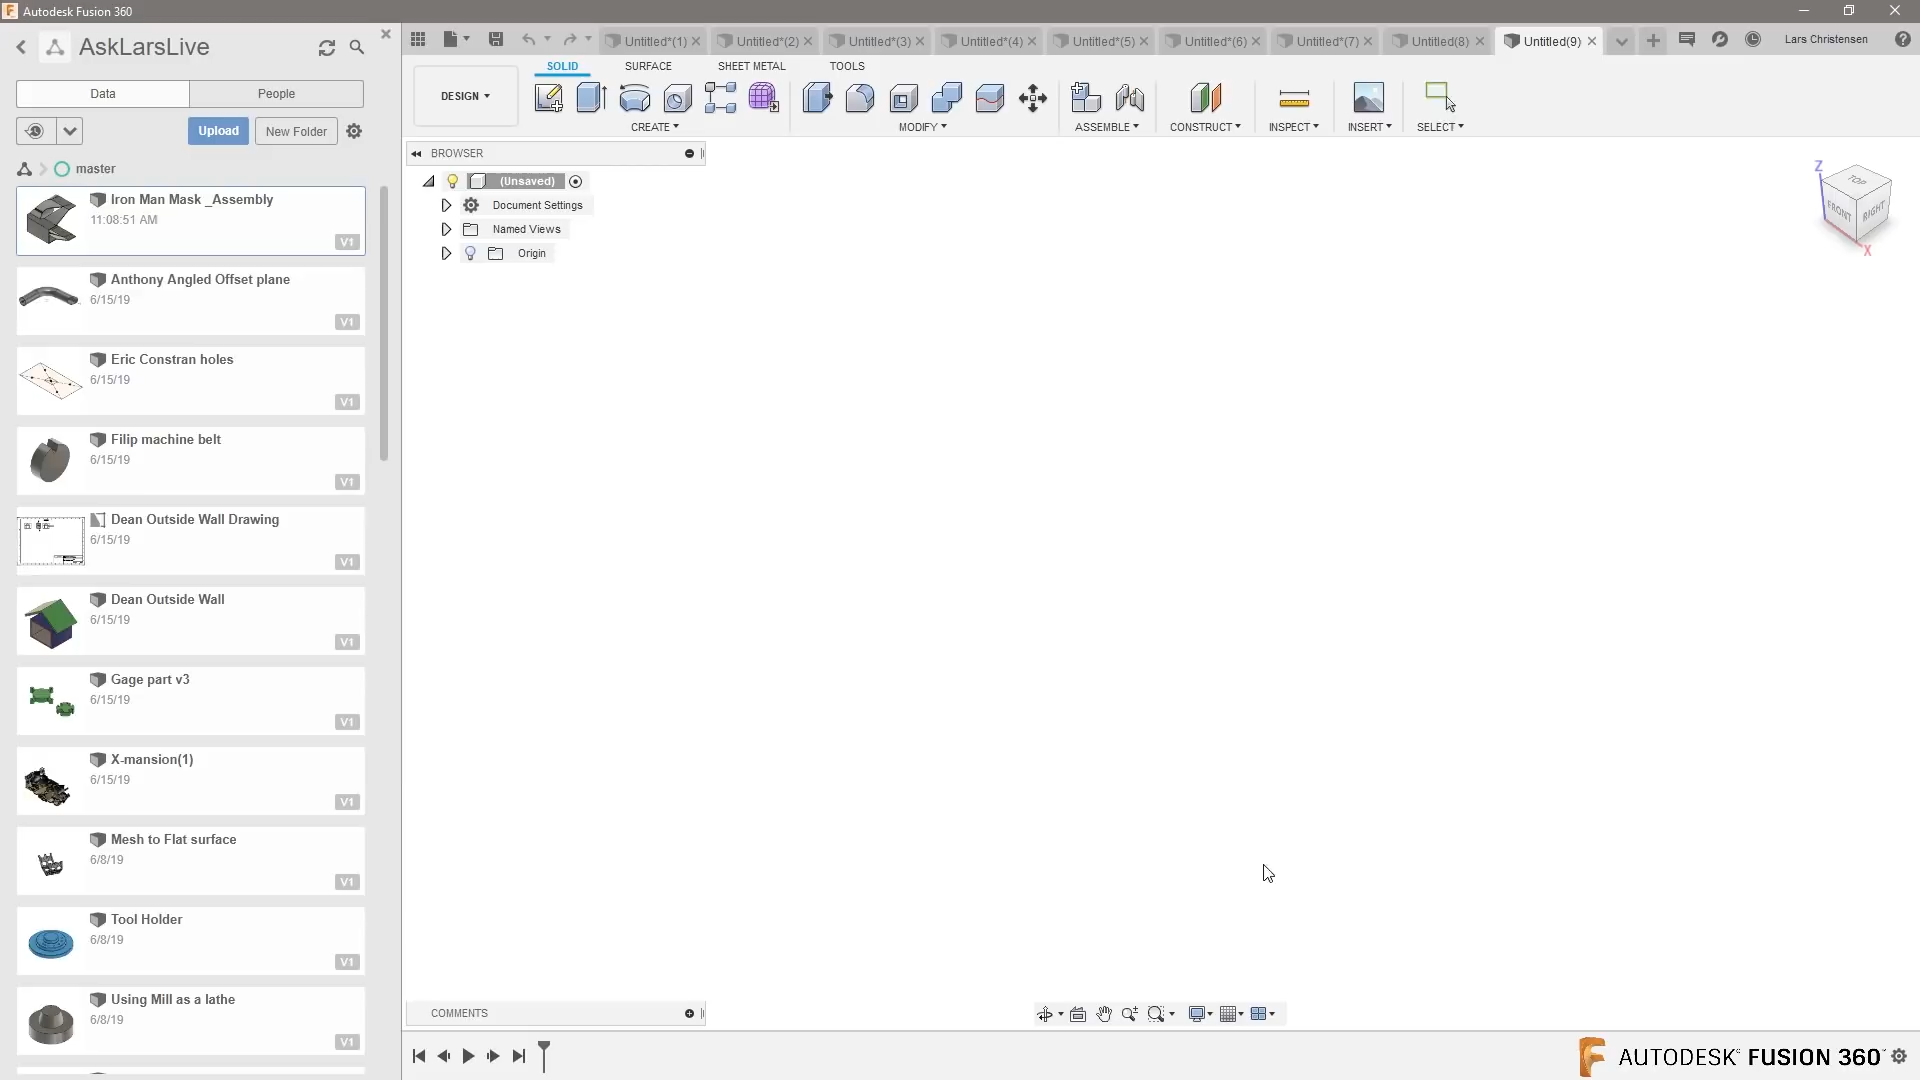 Autodesk Fusion 360
AskLarsLive
Data
People
Upload
New Folder
master
Iron Man Mask _Assembly
11:08:51 AM
V1
Anthony Angled Offset plane
6/15/19
V1
Eric Constran holes
6/15/19
V1
Filip machine belt
6/15/19
V1
Dean Outside Wall Drawing
6/15/19
V1
Dean Outside Wall
6/15/19
V1
Gage part v3
6/15/19
V1
X-mansion(1)
6/15/19
V1
Mesh to Flat surface
6/8/19
V1
Tool Holder
6/8/19
V1
Using Mill as a lathe
6/8/19
V1
Untitled*(1) Untitled*(2) Untitled*(3) Untitled*(4) Untitled*(5) Untitled*(6) Untitled*(7) Untitled(8) Untitled(9) Lars Christensen
SOLID SURFACE SHEET METAL TOOLS
DESIGN
CREATE MODIFY ASSEMBLE CONSTRUCT INSPECT INSERT SELECT
BROWSER
(Unsaved)
Document Settings
Named Views
Origin
Z
TOP
FRONT RIGHT
X
COMMENTS
AUTODESK FUSION 360